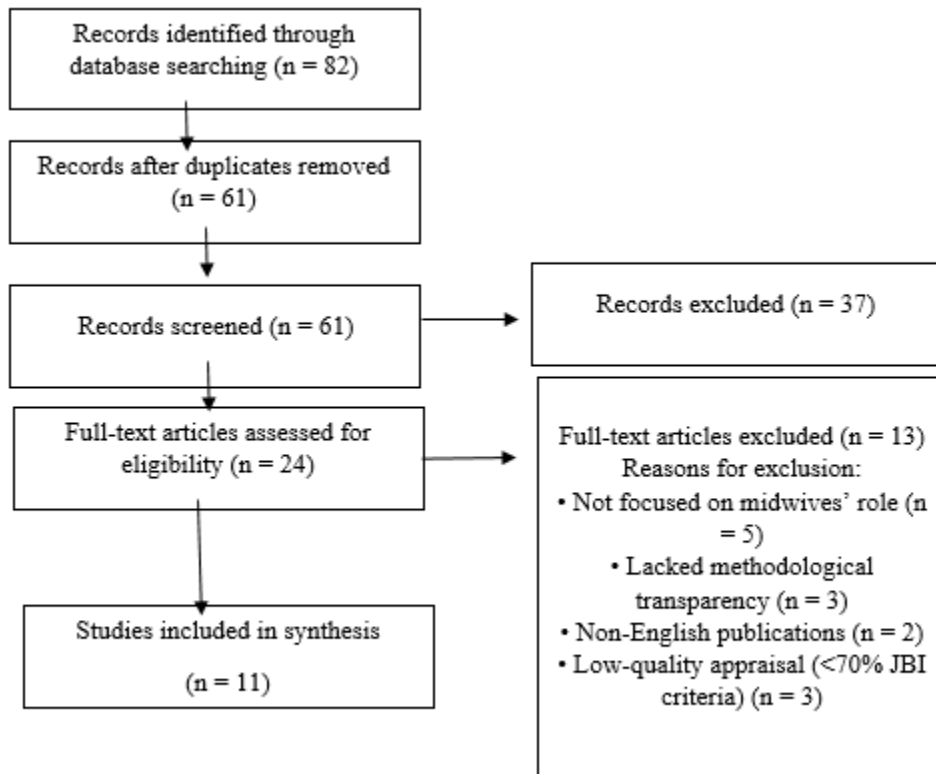 Records identified through
database searching (n = 82)
Records after duplicates removed
(n = 61)
Records screened (n = 61)
Records excluded (n = 37)
Full-text articles assessed for
eligibility (n = 24)
Full-text articles excluded (n = 13)
Reasons for exclusion:
• Not focused on midwives’ role (n
= 5)
• Lacked methodological
transparency (n = 3)
• Non-English publications (n = 2)
• Low-quality appraisal (<70% JBI
criteria) (n = 3)
Studies included in synthesis
(n = 11)